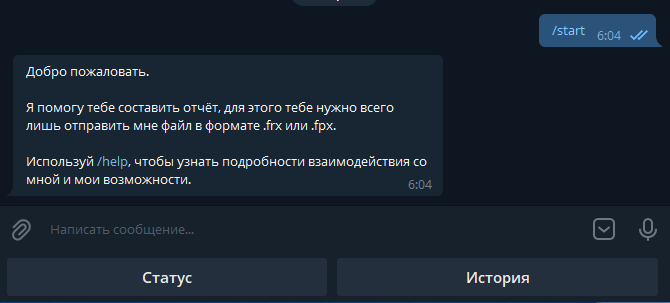 /start 6:04
Добро пожаловать.
Я помогу тебе составить отчёт, для этого тебе нужно всего
лишь отправить мне файл в формате .frx или .fpx.
Используй /help, чтобы узнать подробности взаимодействия со
мной и мои возможности.
6:04
Написать сообщение...
Статус
История